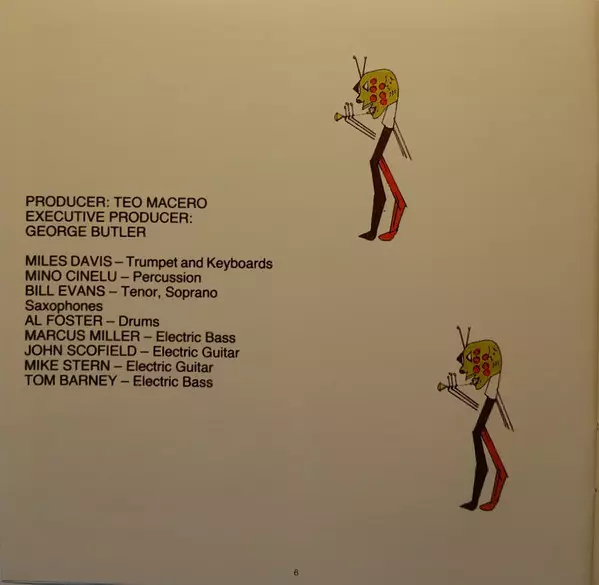 PRODUCER: TEO MACERO
EXECUTIVE PRODUCER:
GEORGE BUTLER
MILES DAVIS – Trumpet and Keyboards
MINO CINELU – Percussion
BILL EVANS – Tenor, Soprano
Saxophones
AL FOSTER – Drums
MARCUS MILLER – Electric Bass
JOHN SCOFIELD – Electric Guitar
MIKE STERN – Electric Guitar
TOM BARNEY – Electric Bass
6